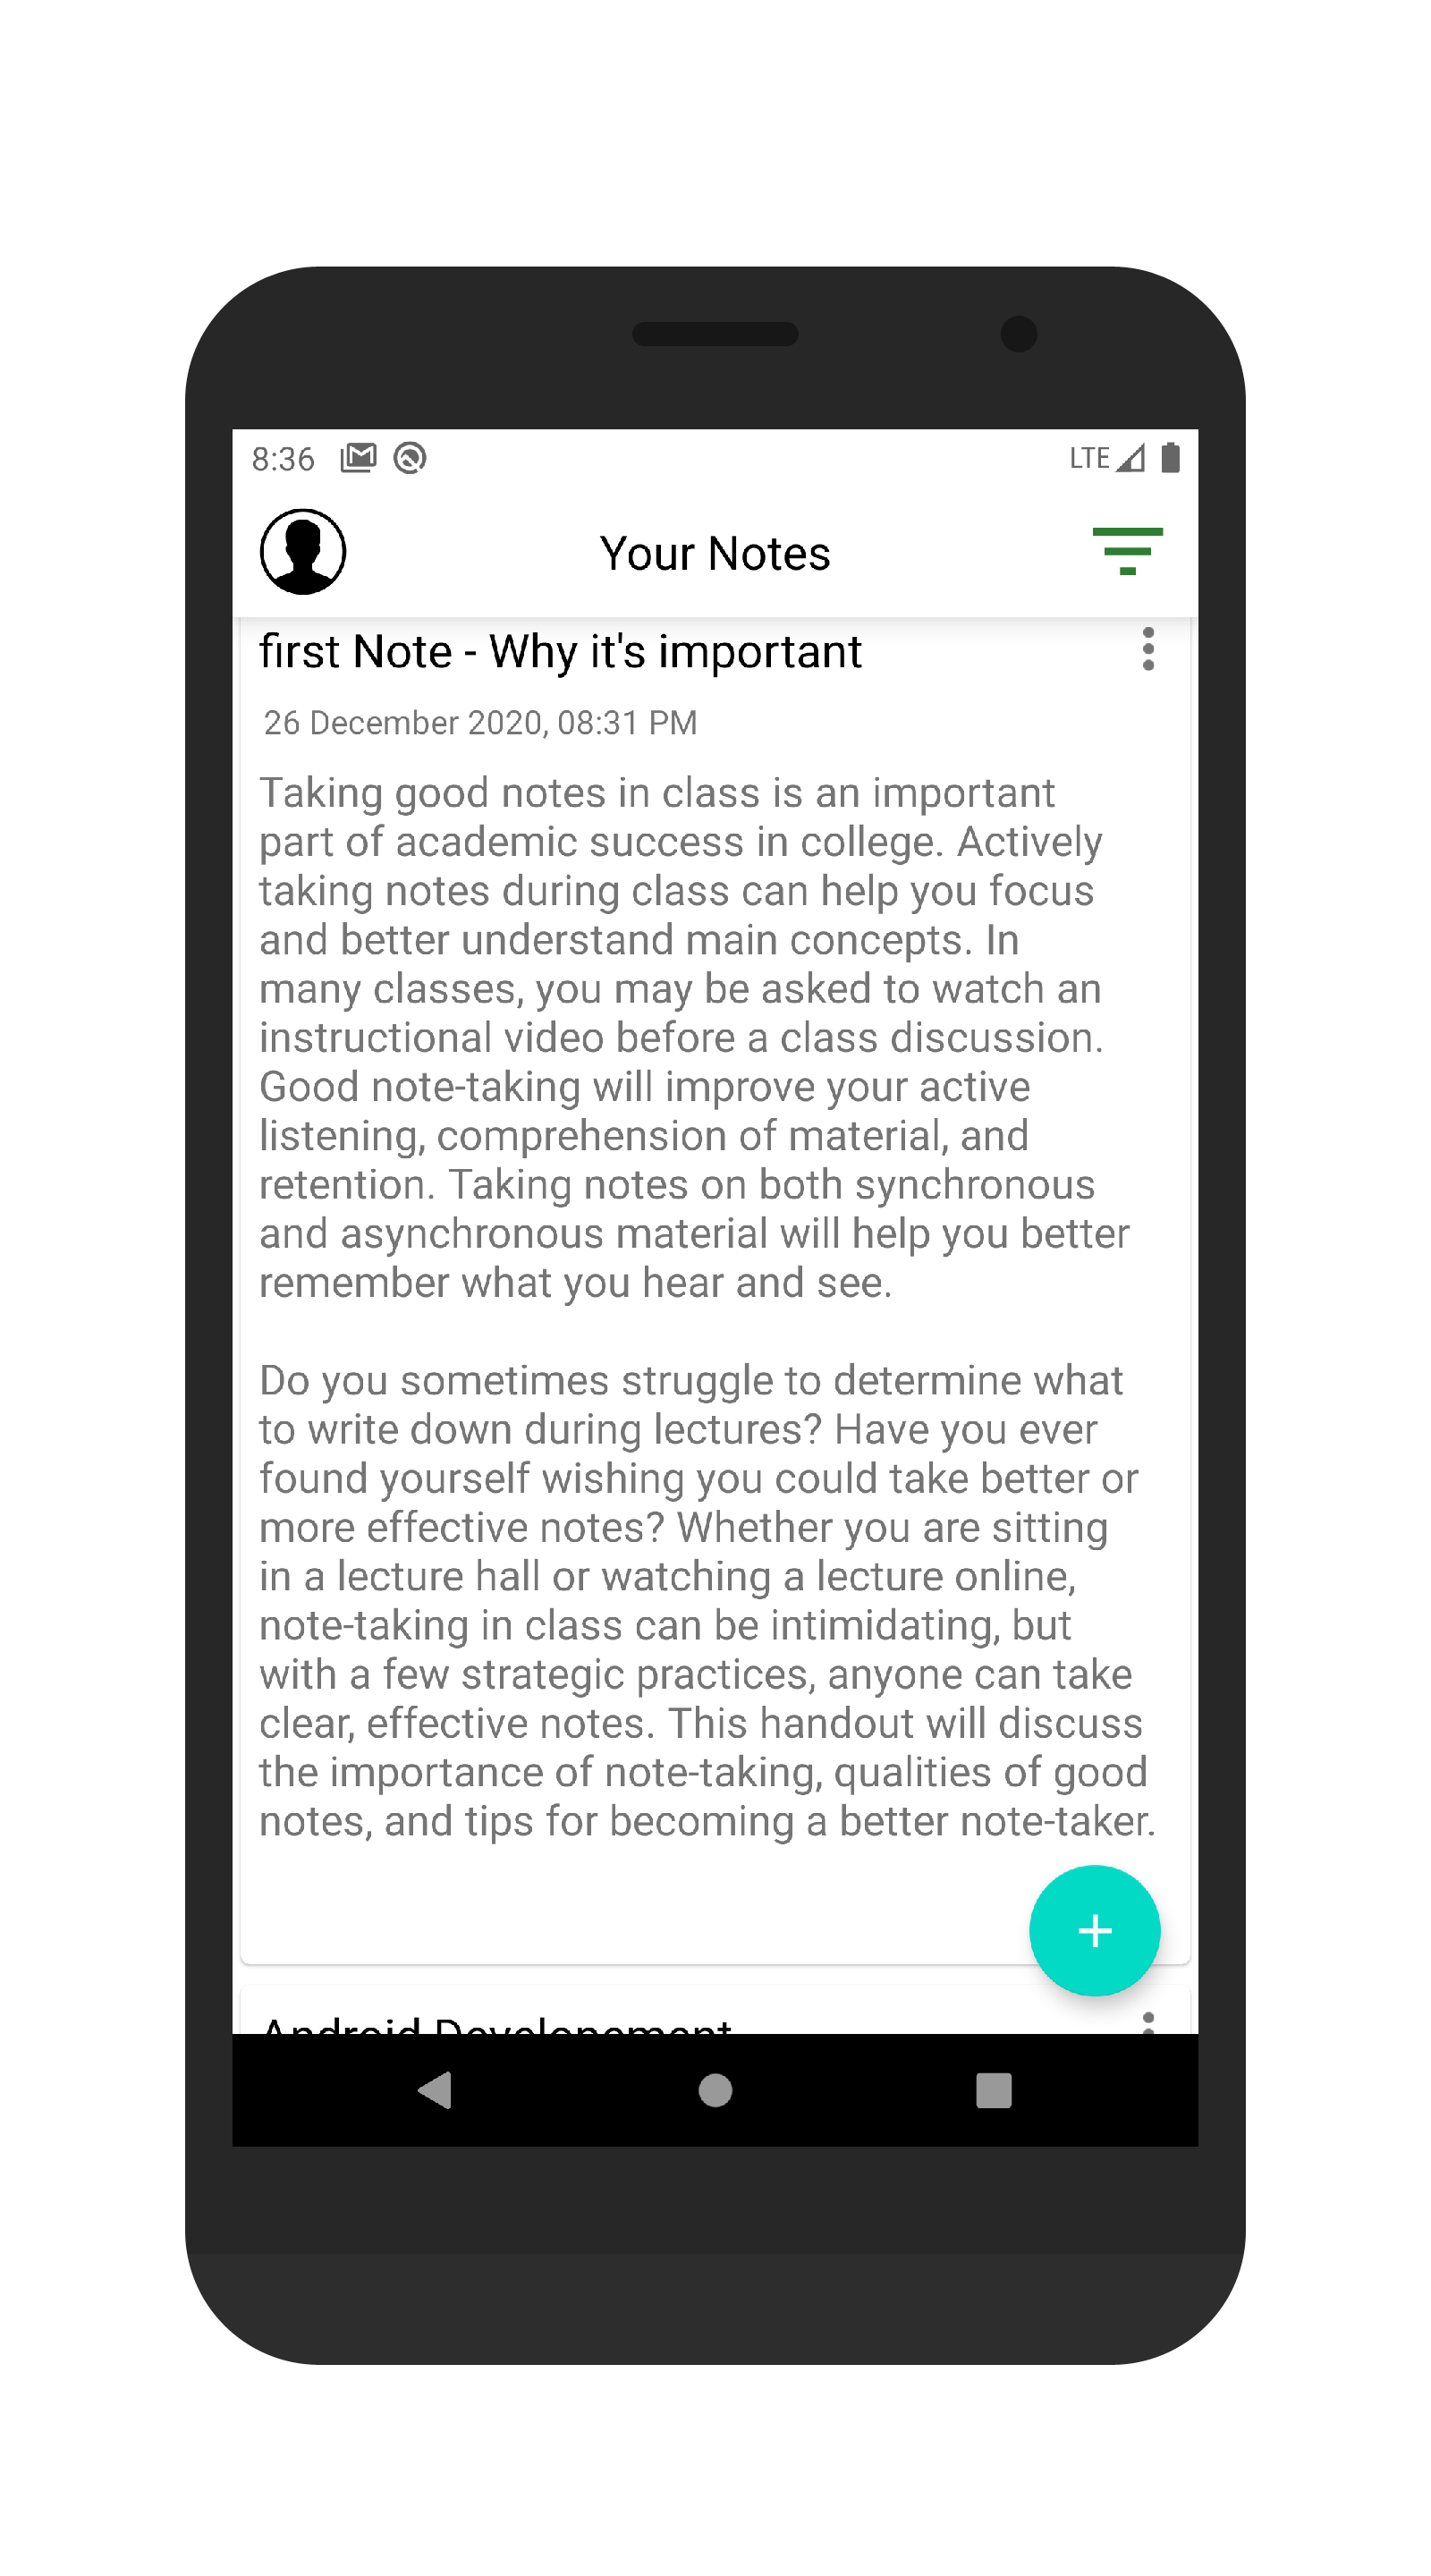 8:36
LTE
Your Notes
first Note - Why it's important
26 December 2020, 08:31 PM
Taking good notes in class is an important
part of academic success in college. Actively
taking notes during class can help you focus
and better understand main concepts. In
many classes, you may be asked to watch an
instructional video before a class discussion.
Good note-taking will improve your active
listening, comprehension of material, and
retention. Taking notes on both synchronous
and asynchronous material will help you better
remember what you hear and see.
Do you sometimes struggle to determine what
to write down during lectures? Have you ever
found yourself wishing you could take better or
more effective notes? Whether you are sitting
in a lecture hall or watching a lecture online,
note-taking in class can be intimidating, but
with a few strategic practices, anyone can take
clear, effective notes. This handout will discuss
the importance of note-taking, qualities of good
notes, and tips for becoming a better note-taker.
Android Developement